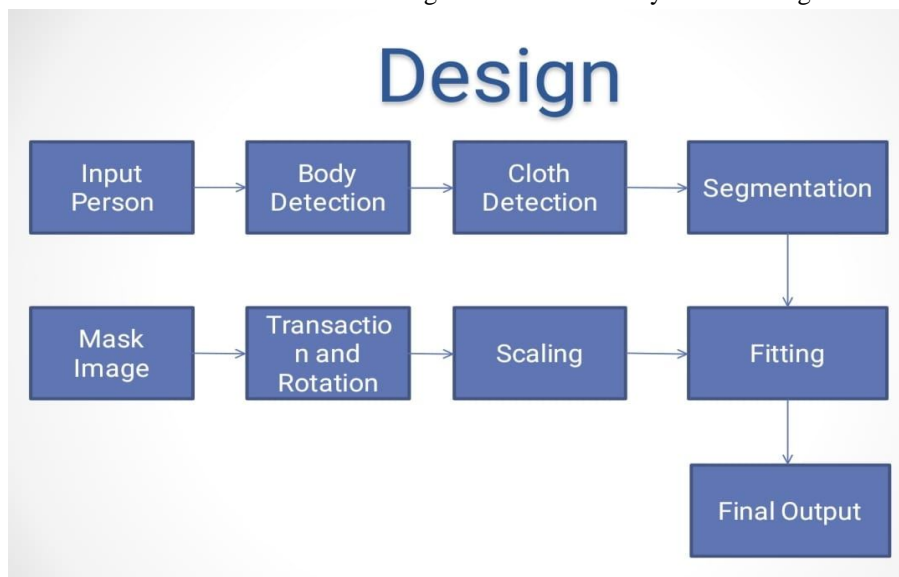 Design
Input
Person
Body
Detection
Cloth
Detection
Segmentation
Mask
Image
Transactio
n and
Rotation
Scaling
Fitting
Final Output